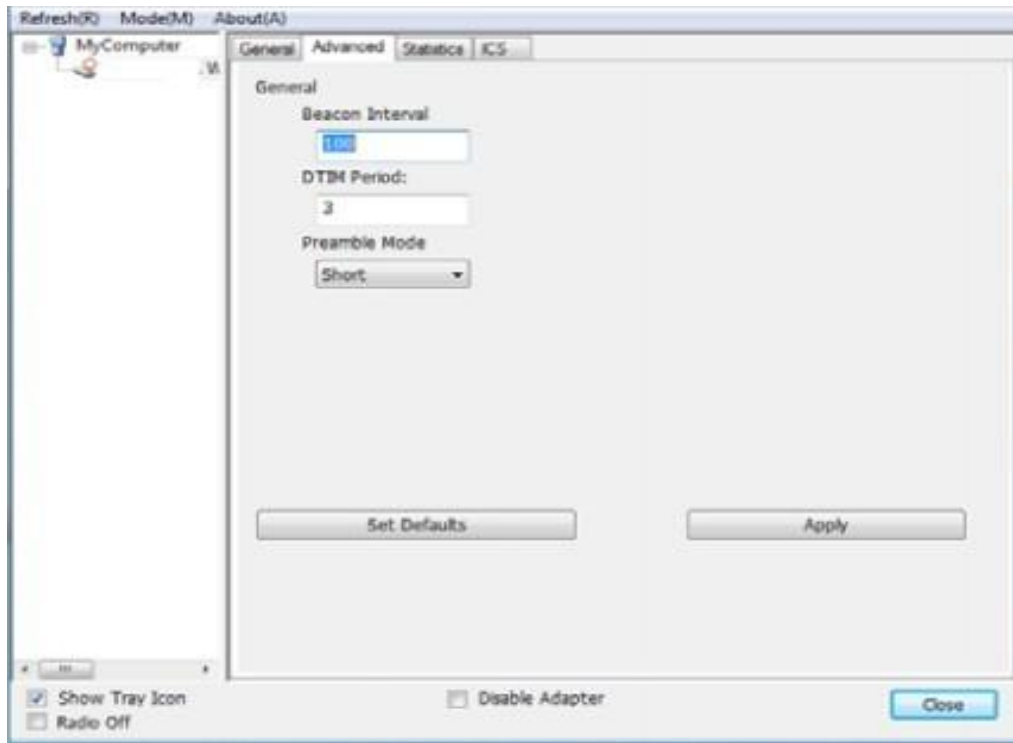 Refresh(R) Mode(M) About(A)
MyComputer
General Advanced Statistics ICS
General
Beacon Interval
100
DTIM Period:
3
Preamble Mode
Short
Set Defaults Apply
Show Tray Icon
Radio Off
Disable Adapter
Close